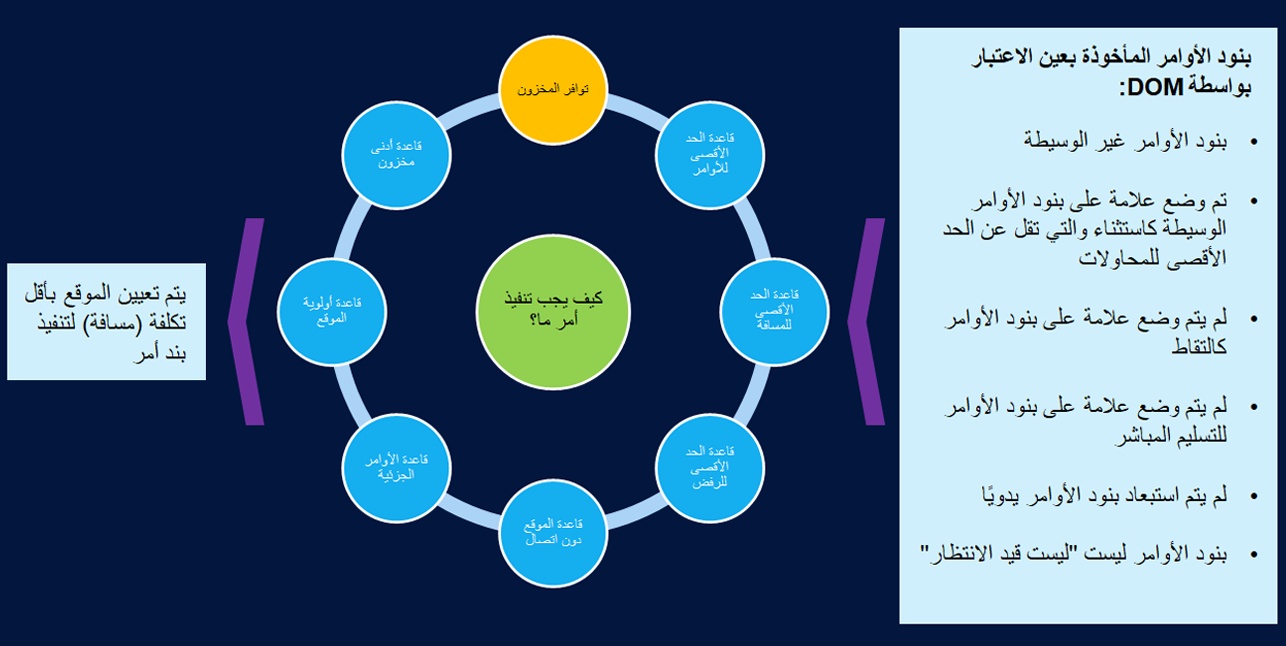 بنود الأوامر المأخوذة بعين الاعتبار
بواسطة DOM:
• بنود الأوامر غير الوسيطة
• تم وضع علامة على بنود الأوامر
الوسيطة كاستثناء والتي تقل عن الحد
الأقصى للمحاولات
• لم يتم وضع علامة على بنود الأوامر
كالتقاط
• لم يتم وضع علامة على بنود الأوامر
للتسليم المباشر
• لم يتم استبعاد بنود الأوامر يدويًا
• بنود الأوامر ليست "ليست قيد الانتظار"
توافر المخزون
قاعدة الحد
الأقصى
للأوامر
قاعدة الحد
الأقصى
للمسافة
قاعدة الحد
الأقصى
للرفض
قاعدة الموقع
دون اتصال
قاعدة الأوامر
الجزئية
قاعدة أولوية
الموقع
قاعدة أدنى
مخزون
كيف يجب تنفيذ
أمر ما؟
يتم تعيين الموقع بأقل
تكلفة (مسافة) لتنفيذ
بند أمر